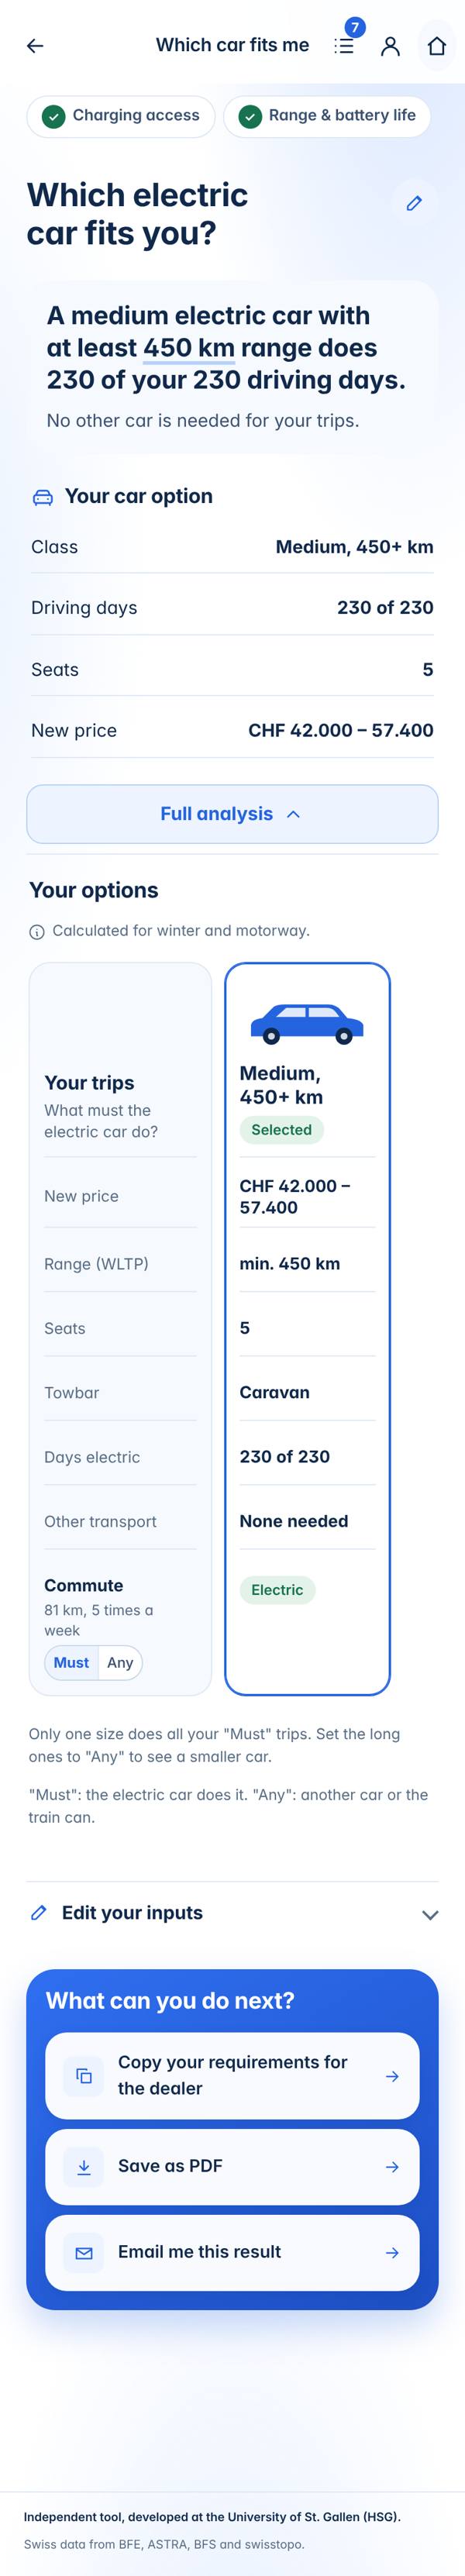 Which car fits me
7
Charging access
Range & battery life
Which electric
car fits you?
A medium electric car with
at least 450 km range does
230 of your 230 driving days.
No other car is needed for your trips.
Your car option
Class Medium, 450+ km
Driving days 230 of 230
Seats 5
New price CHF 42.000 – 57.400
Full analysis
Your options
Calculated for winter and motorway.
Your trips
What must the
electric car do?
Medium,
450+ km
Selected
New price
CHF 42.000 –
57.400
Range (WLTP) min. 450 km
Seats 5
Towbar Caravan
Days electric 230 of 230
Other transport None needed
Commute
81 km, 5 times a
week
Must Any
Electric
Only one size does all your "Must" trips. Set the long
ones to "Any" to see a smaller car.
"Must": the electric car does it. "Any": another car or the
train can.
Edit your inputs
What can you do next?
Copy your requirements for
the dealer
Save as PDF
Email me this result
Independent tool, developed at the University of St. Gallen (HSG).
Swiss data from BFE, ASTRA, BFS and swisstopo.